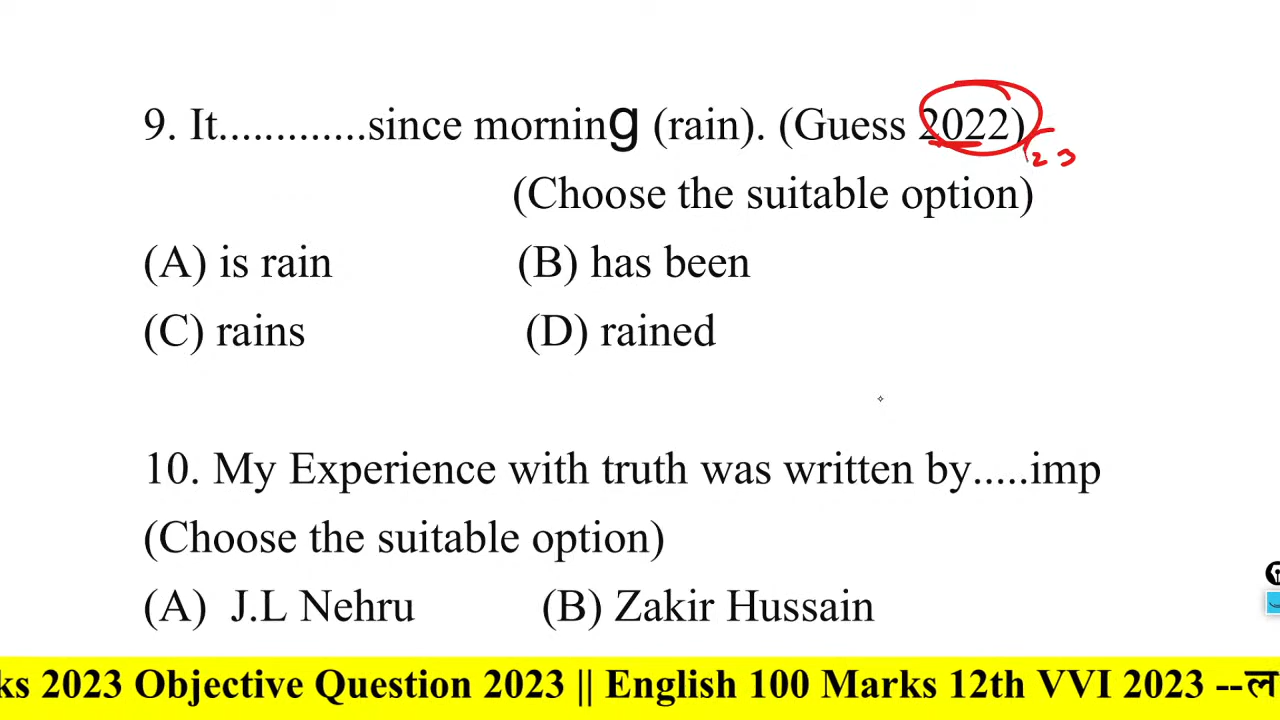 9. It.............since morning (rain). (Guess 2022)
23
(Choose the suitable option)
(A) is rain (B) has been
(C) rains (D) rained
10. My Experience with truth was written by.....imp
(Choose the suitable option)
(A) J.L Nehru (B) Zakir Hussain
ks 2023 Objective Question 2023 || English 100 Marks 12th VVI 2023 --ल